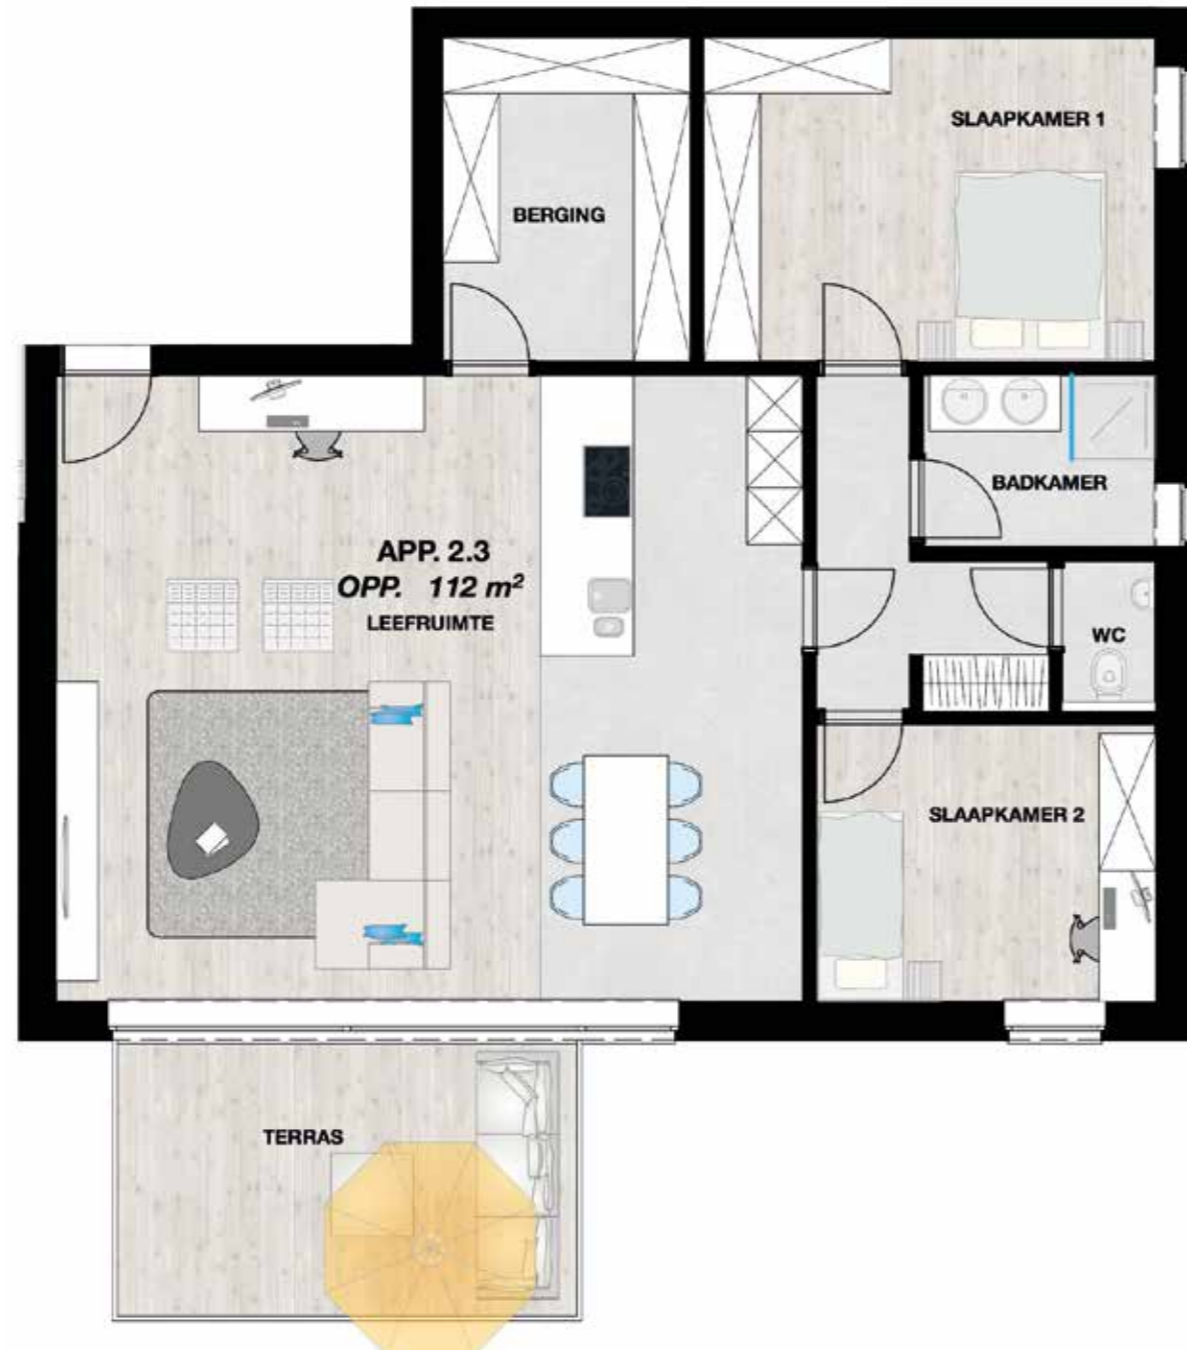 SLAAPKAMER 1
BERGING
BADKAMER
APP. 2.3
OPP. 112 m²
LEEFRUIMTE
WC
SLAAPKAMER 2
TERRAS